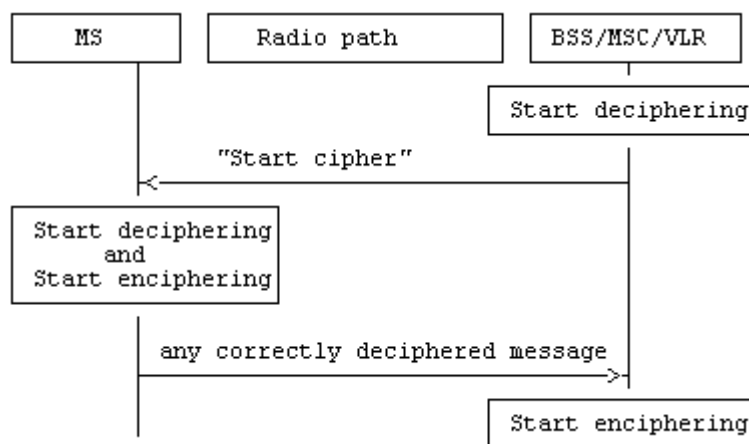 MS
Radio path
BSS/MSC/VLR
Start deciphering
"Start cipher"
Start deciphering
and
Start enciphering
any correctly deciphered message
Start enciphering